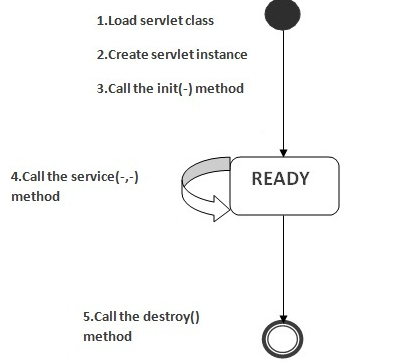 1.Load servlet class
2.Create servlet instance
3.Call the init(-) method
4.Call the service(-,-)
method
READY
5.Call the destroy()
method